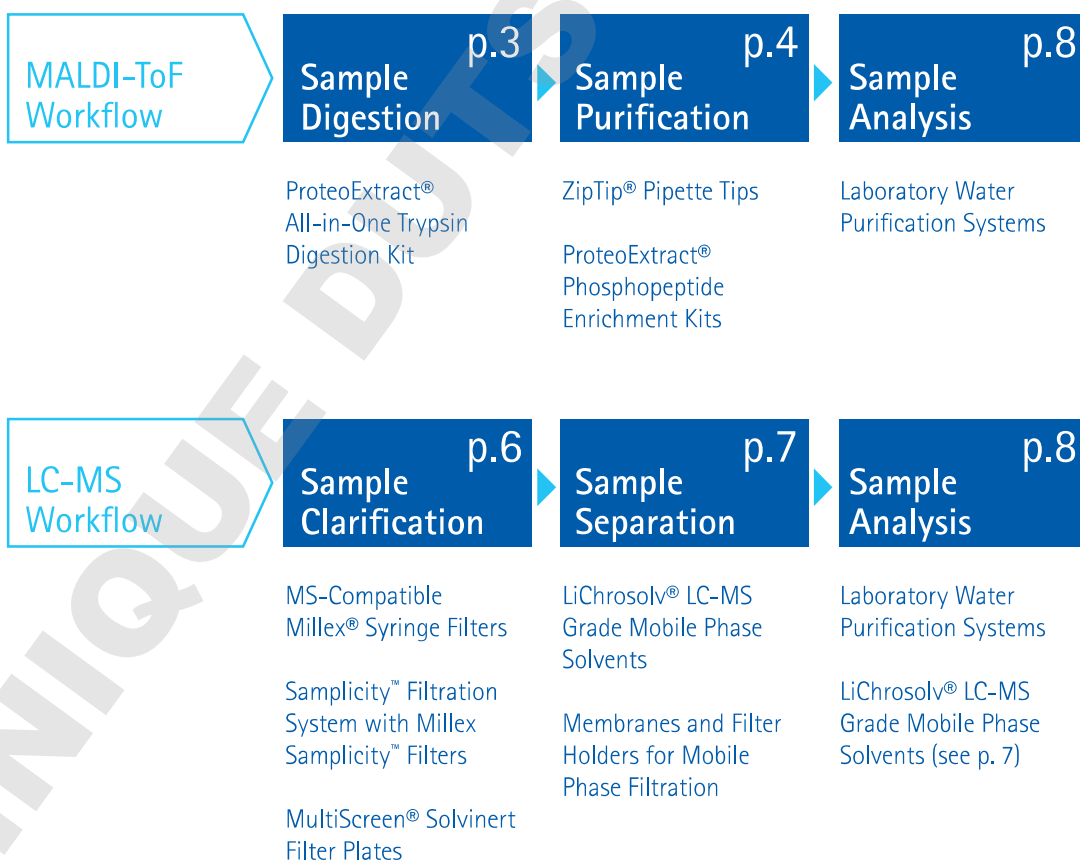 MALDI-ToF
Workflow
p.3
Sample
Digestion
p.4
Sample
Purification
p.8
Sample
Analysis
ProteoExtract®
All-in-One Trypsin
Digestion Kit
ZipTip® Pipette Tips
ProteoExtract®
Phosphopeptide
Enrichment Kits
Laboratory Water
Purification Systems
LC-MS
Workflow
p.6
Sample
Clarification
p.7
Sample
Separation
p.8
Sample
Analysis
MS-Compatible
Millex® Syringe Filters
Samplicity™ Filtration
System with Millex
Samplicity™ Filters
MultiScreen® Solvinert
Filter Plates
LiChrosolv® LC-MS
Grade Mobile Phase
Solvents
Membranes and Filter
Holders for Mobile
Phase Filtration
Laboratory Water
Purification Systems
LiChrosolv® LC-MS
Grade Mobile Phase
Solvents (see p. 7)
NIQUE DUTS